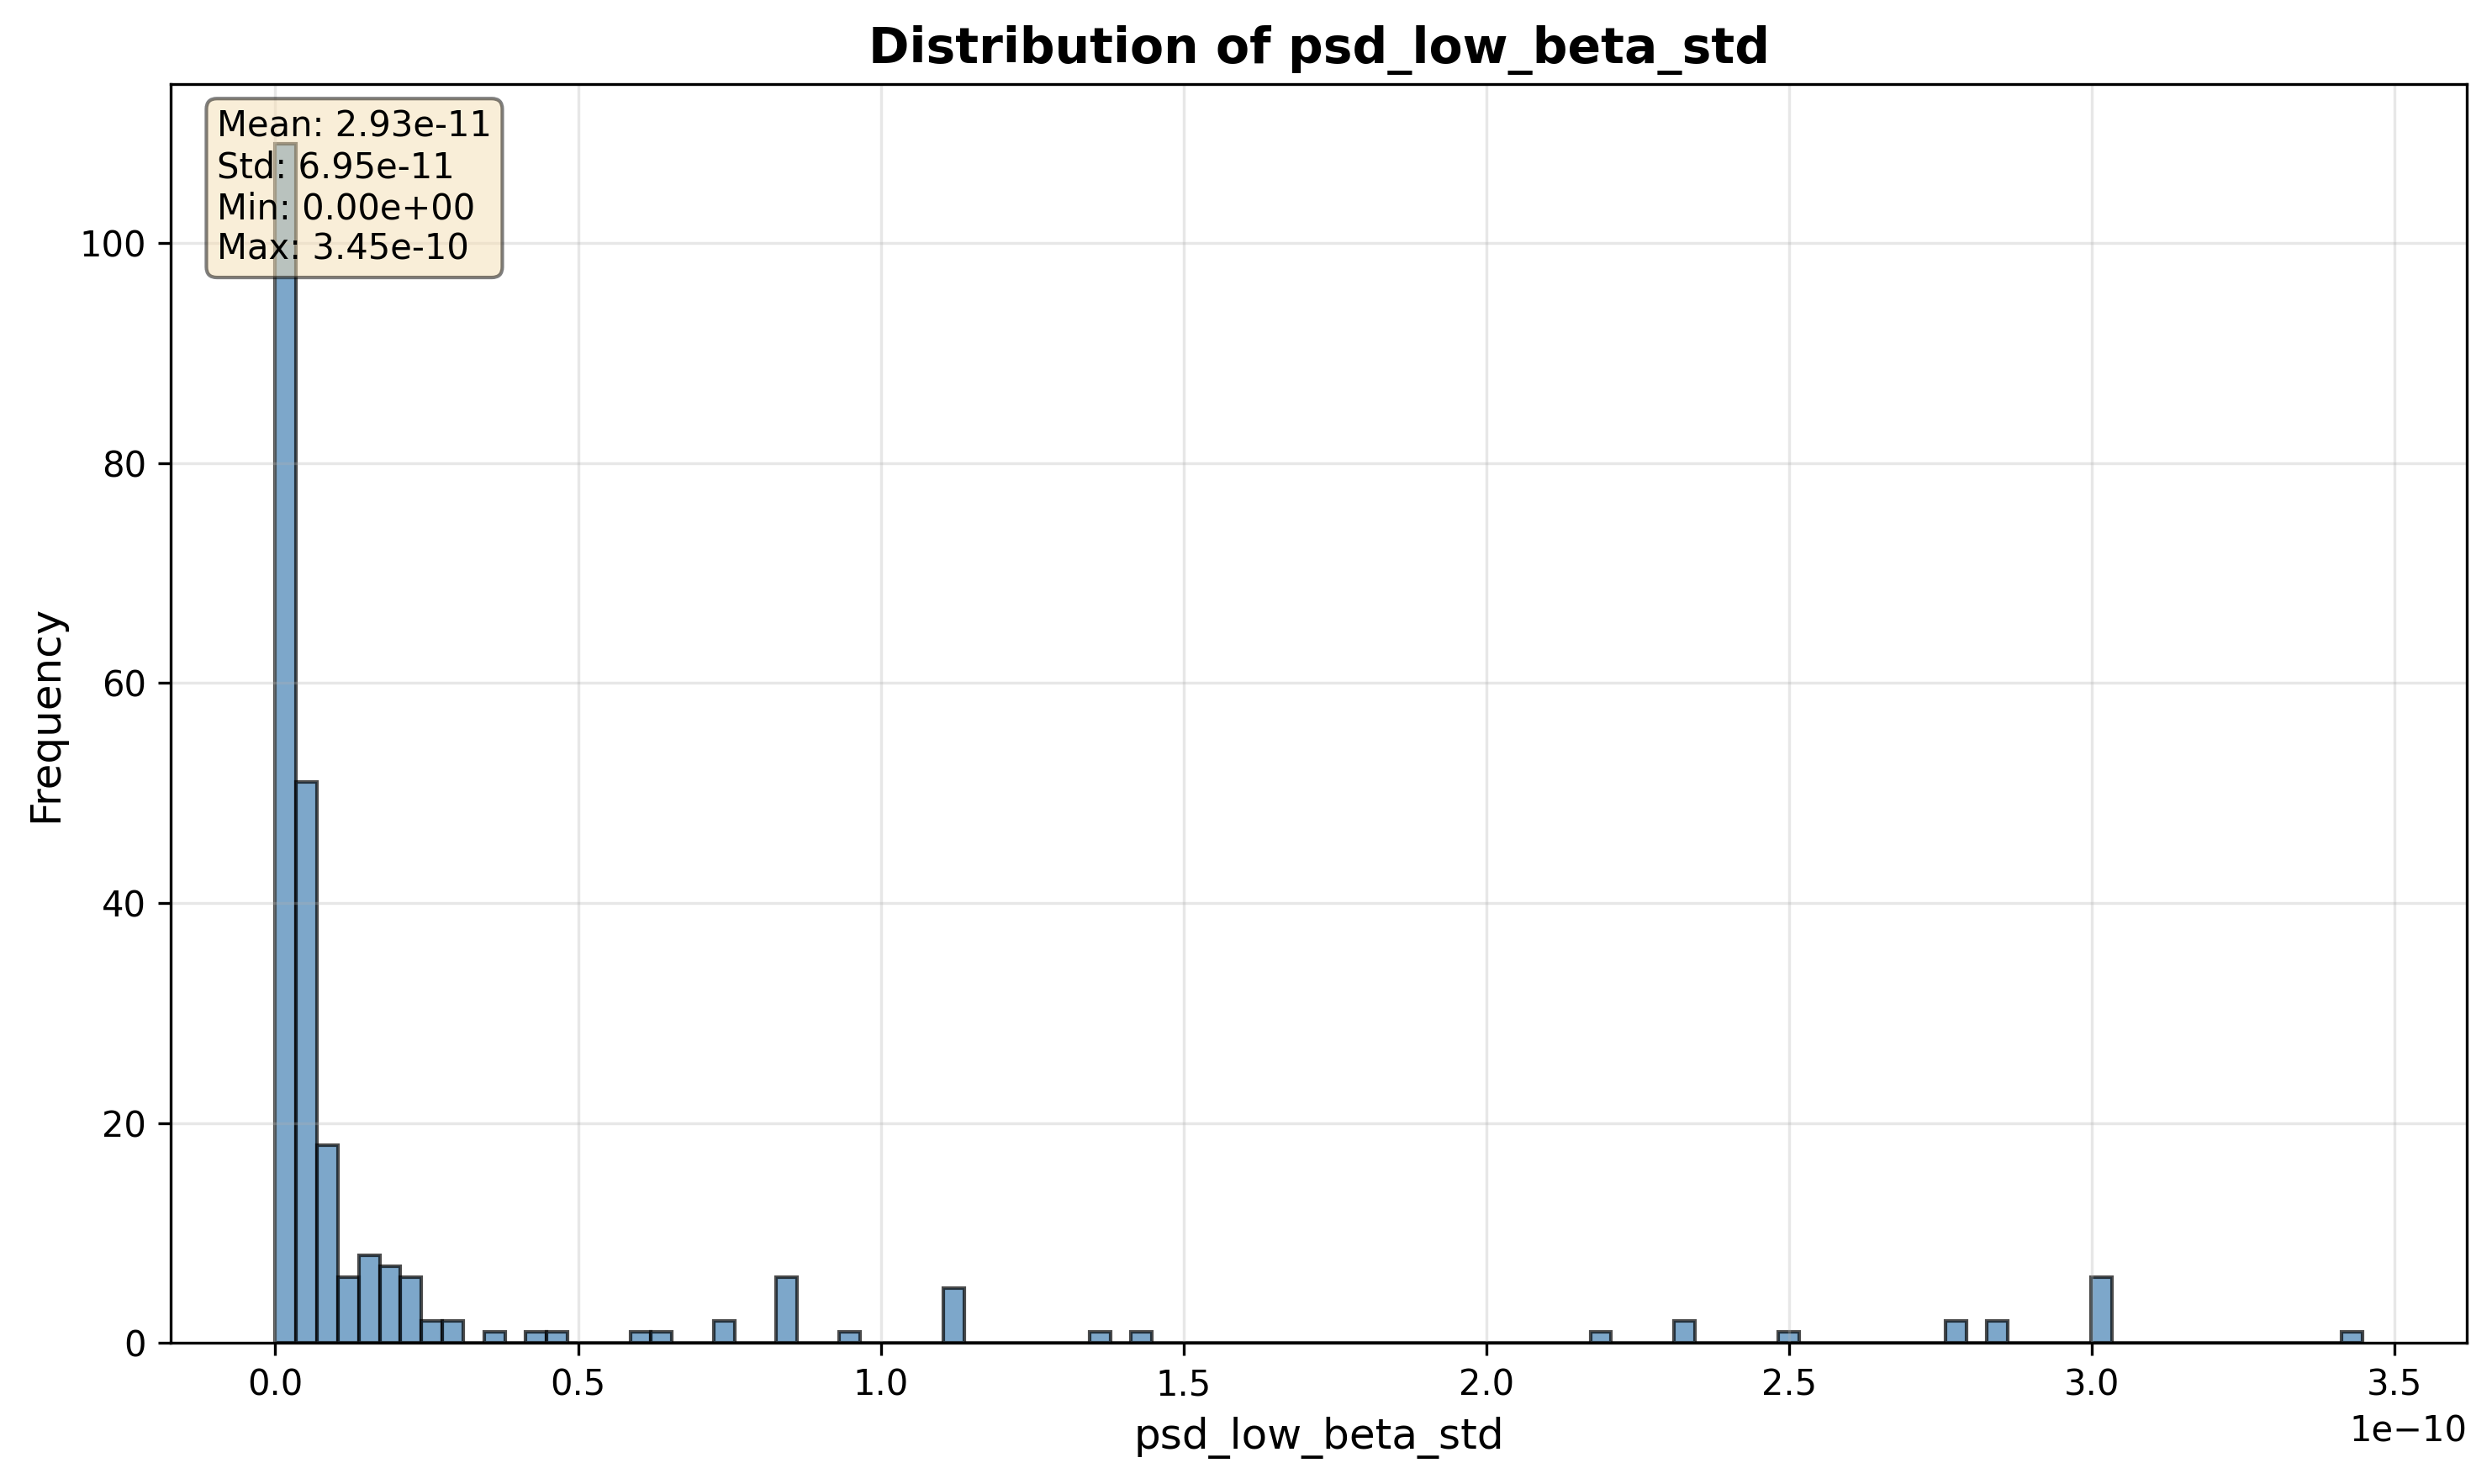 Distribution of psd_low_beta_std
Mean: 2.93e-11
Std: 6.95e-11
Min: 0.00e+00
Max: 3.45e-10
Frequency
100
80
60
40
20
0
0.0 0.5 1.0 1.5 2.0 2.5 3.0 3.5
1e−10
psd_low_beta_std